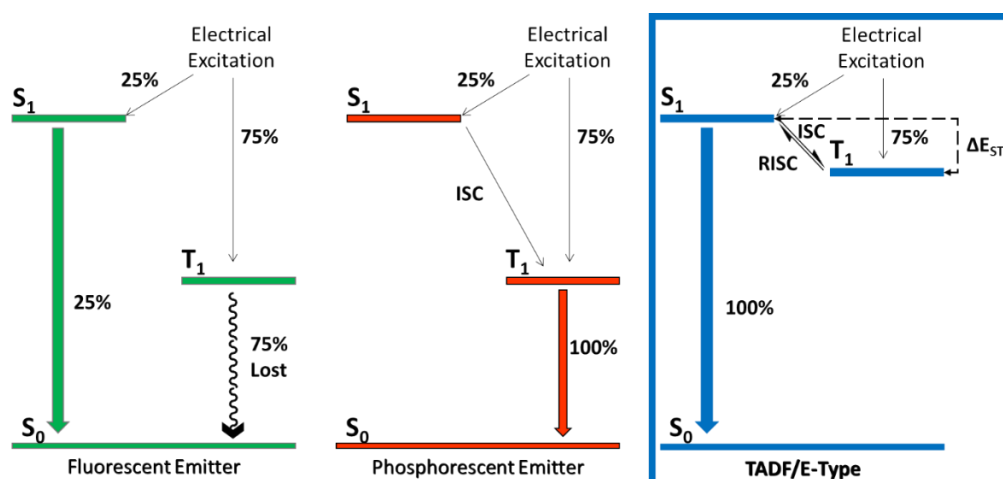 Electrical
Excitation
25%
S1
75%
T1
25%
75%
Lost
S0
Fluorescent Emitter
Electrical
Excitation
25%
S1
75%
ISC
T1
100%
S0
Phosphorescent Emitter
Electrical
Excitation
25%
S1
ISC
75%
T1
ΔEST
RISC
100%
S0
TADF/E-Type